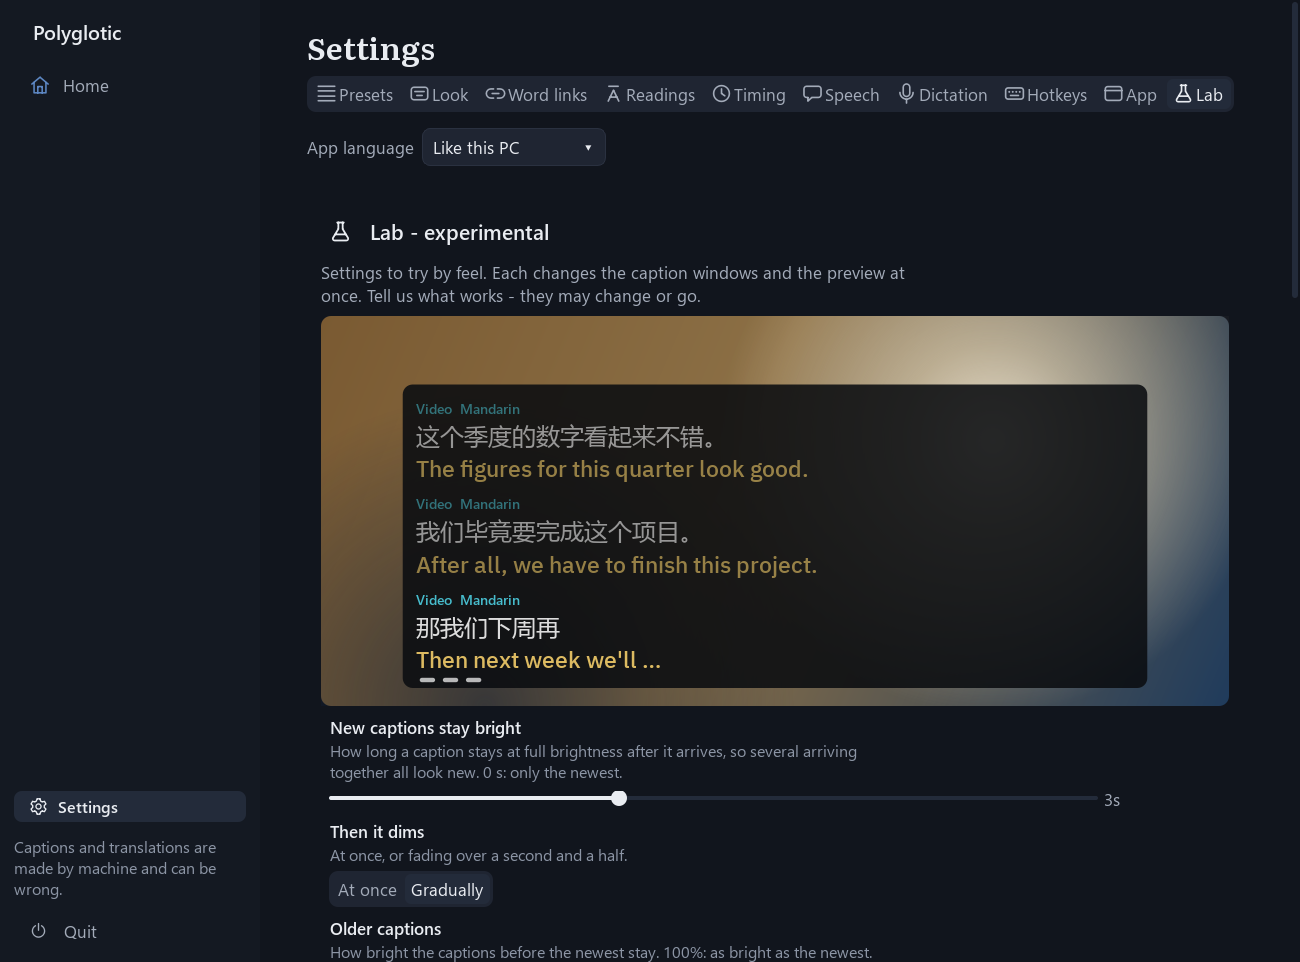 Polyglotic
Home
Settings
Presets Look Word links Readings Timing Speech Dictation Hotkeys App Lab
App language Like this PC
Lab - experimental
Settings to try by feel. Each changes the caption windows and the preview at
once. Tell us what works - they may change or go.
Video Mandarin
这个季度的数字看起来不错。
The figures for this quarter look good.
Video Mandarin
我们毕竟要完成这个项目。
After all, we have to finish this project.
Video Mandarin
那我们下周再
Then next week we'll ...
New captions stay bright
How long a caption stays at full brightness after it arrives, so several arriving
together all look new. 0 s: only the newest.
3s
Then it dims
At once, or fading over a second and a half.
At once Gradually
Older captions
How bright the captions before the newest stay. 100%: as bright as the newest.
Settings
Captions and translations are
made by machine and can be
wrong.
Quit